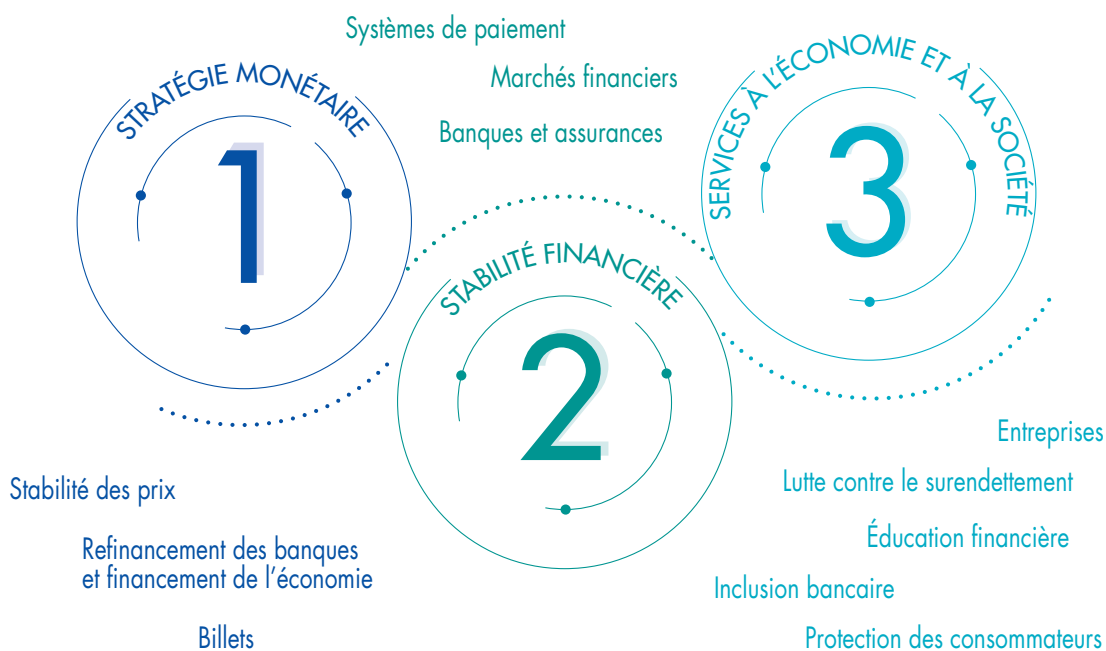 STRATÉGIE MONÉTAIRE
1
Stabilité des prix
Refinancement des banques
et financement de l'économie
Billets
Systèmes de paiement
Marchés financiers
Banques et assurances
STABILITÉ FINANCIÈRE
2
SERVICES À L'ÉCONOMIE ET À LA SOCIÉTÉ
3
Entreprises
Lutte contre le surendettement
Éducation financière
Inclusion bancaire
Protection des consommateurs